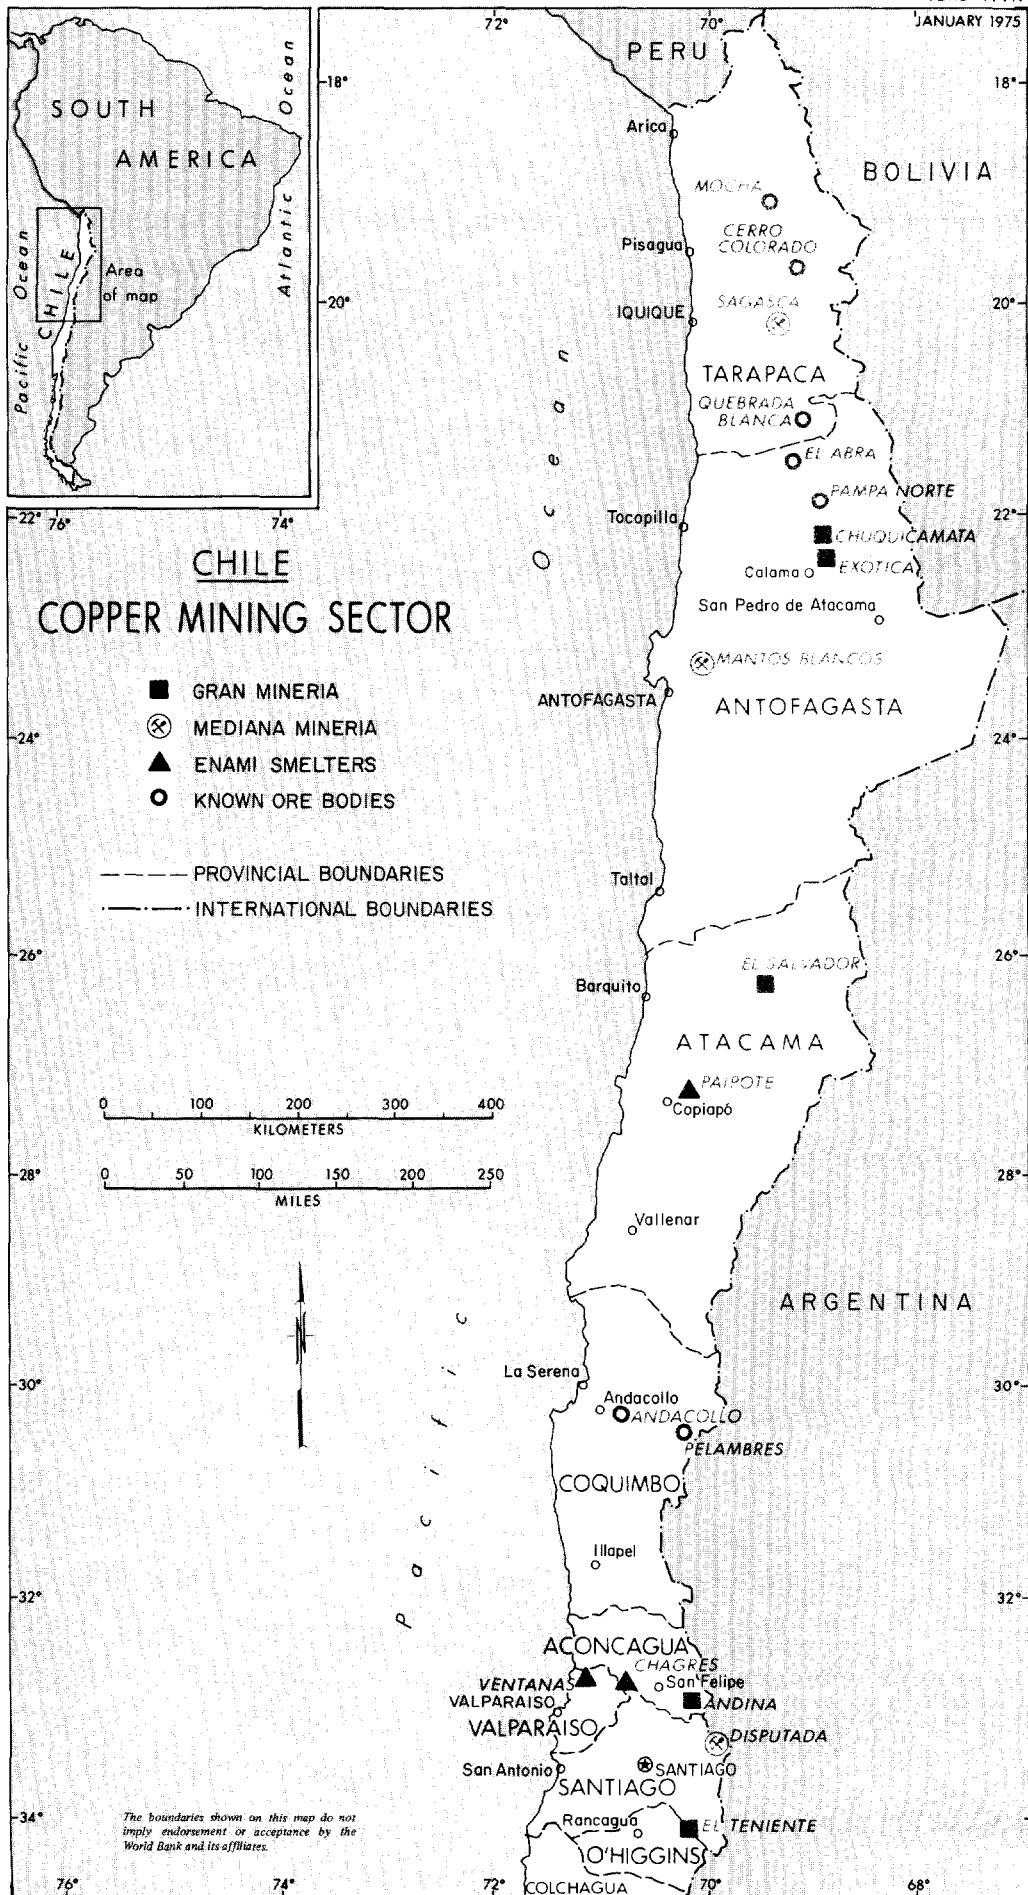 JANUARY 1975
72°
70°
PERU
18°
18°
SOUTH
AMERICA
Atlantic Ocean
Pacific Ocean
CHILE
Area
of map
Arica
BOLIVIA
MOCHA
CERRO
COLORADO
Pisagua
20°
20°
SAGASCA
IQUIQUE
TARAPACA
QUEBRADA
BLANCA
EL ABRA
PAMPA NORTE
22°
76°
74°
22°
Tocopilla
CHUQUICAMATA
EXOTICA
Calama
San Pedro de Atacama
CHILE
COPPER MINING SECTOR
MANTOS BLANCOS
GRAN MINERIA
ANTOFAGASTA
ANTOFAGASTA
MEDIANA MINERIA
24°
24°
ENAMI SMELTERS
KNOWN ORE BODIES
PROVINCIAL BOUNDARIES
Taltal
INTERNATIONAL BOUNDARIES
26°
26°
EL SALVADOR
Barquito
ATACAMA
PAIPOTE
Copiapó
0 100 200 300 400
KILOMETERS
0 50 100 150 200 250
MILES
28°
28°
Vallenar
N
ARGENTINA
Pacific Ocean
La Serena
30°
30°
Andacollo
ANDACOLLO
PELAMBRES
COQUIMBO
Illapel
32°
32°
ACONCAGUA
CHAGRES
VENTANAS
San Felipe
VALPARAISO
ANDINA
VALPARAISO
DISPUTADA
San Antonio
SANTIAGO
SANTIAGO
34°
34°
Rancagua
EL TENIENTE
The boundaries shown on this map do not
imply endorsement or acceptance by the
World Bank and its affiliates.
O'HIGGINS
COLCHAGUA
76°
74°
72°
70°
68°